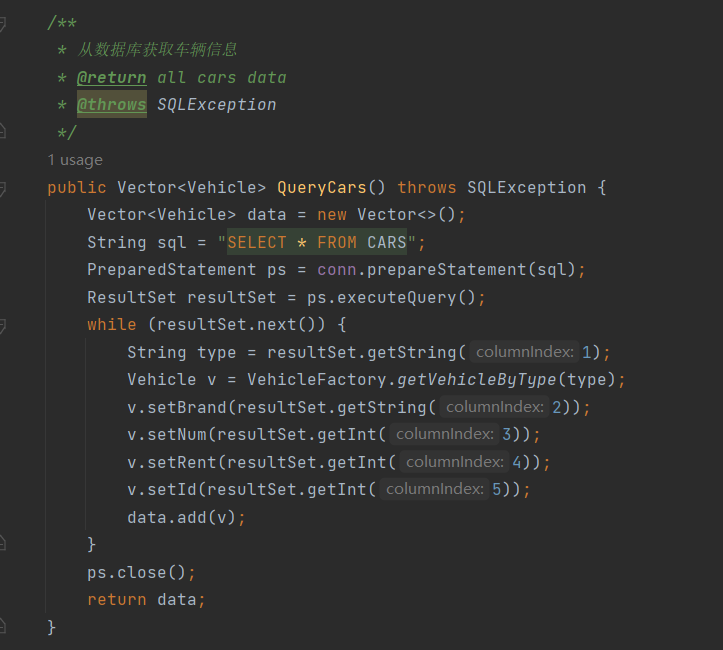 /**
 * 从数据库获取车辆信息
 * @return all cars data
 * @throws SQLException
 */
1 usage
public Vector<Vehicle> QueryCars() throws SQLException {
    Vector<Vehicle> data = new Vector<>();
    String sql = "SELECT * FROM CARS";
    PreparedStatement ps = conn.prepareStatement(sql);
    ResultSet resultSet = ps.executeQuery();
    while (resultSet.next()) {
        String type = resultSet.getString( columnIndex: 1);
        Vehicle v = VehicleFactory.getVehicleByType(type);
        v.setBrand(resultSet.getString( columnIndex: 2));
        v.setNum(resultSet.getInt( columnIndex: 3));
        v.setRent(resultSet.getInt( columnIndex: 4));
        v.setId(resultSet.getInt( columnIndex: 5));
        data.add(v);
    }
    ps.close();
    return data;
}